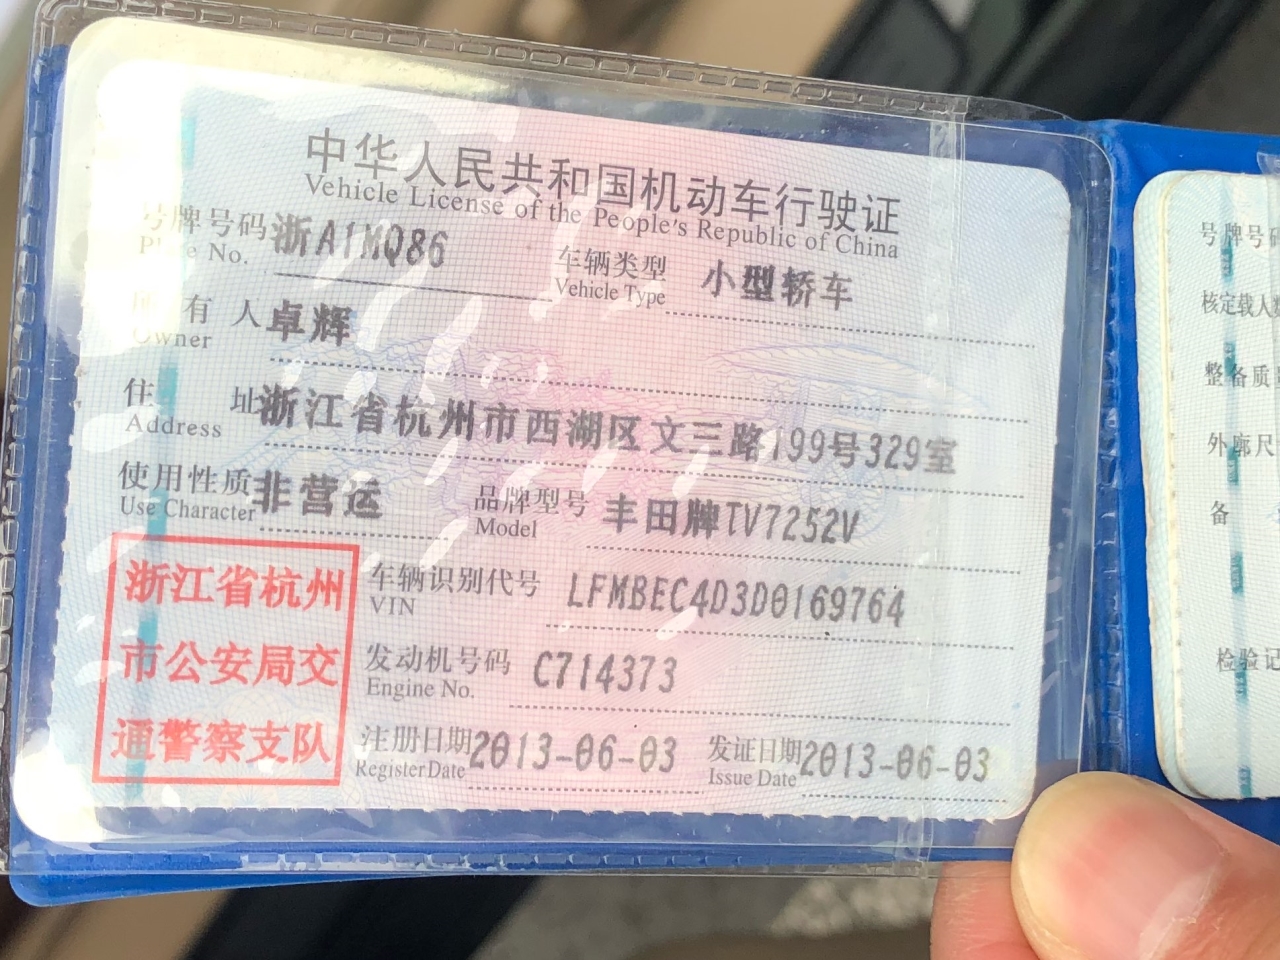 中华人民共和国机动车行驶证
Vehicle License of the People's Republic of China
号牌号码 浙A1MQ86 车辆类型 小型轿车
Plate No. Vehicle Type
所有人 卓辉
Owner
住址 浙江省杭州市西湖区文三路199号329室
Address
使用性质 非营运 品牌型号 丰田牌TV7252V
Use Character Model
车辆识别代号 LFMBEC4D3D0169764
VIN
发动机号码 C714373
Engine No.
注册日期 2013-06-03 发证日期 2013-06-03
Register Date Issue Date
浙江省杭州
市公安局交
通警察支队
号牌号码
核定载人
整备质
外廓尺
备
检验记